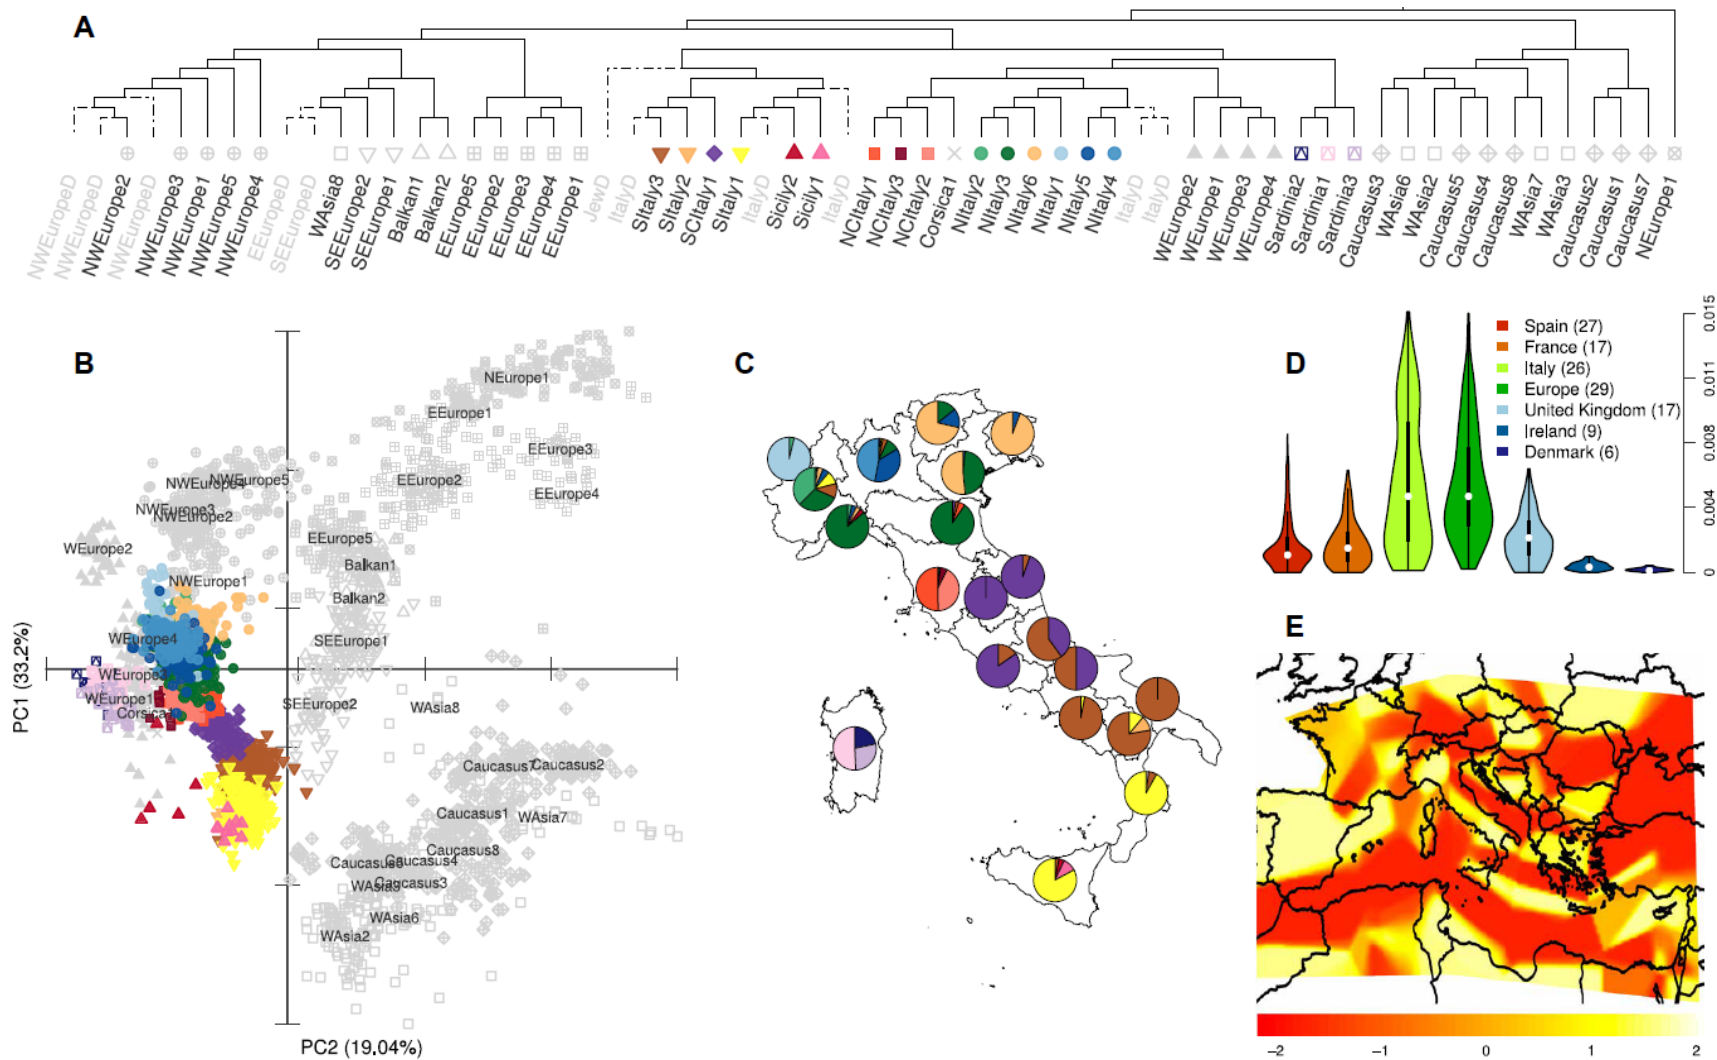 A
NWEuropeD
NWEuropeD
NWEurope2
NWEuropeD
NWEurope3
NWEurope1
NWEurope5
NWEurope4
EEuropeD
SEEuropeD
WAsia8
SEEurope2
SEEurope1
Balkan1
Balkan2
EEurope5
EEurope2
EEurope3
EEurope4
EEurope1
JewD
ItalyD
SItaly3
SItaly2
SCItaly1
SItaly1
ItalyD
Sicily2
Sicily1
ItalyD
NCItaly1
NCItaly3
NCItaly2
Corsica1
NItaly2
NItaly3
NItaly6
NItaly1
NItaly5
NItaly4
ItalyD
ItalyD
WEurope2
WEurope1
WEurope3
WEurope4
Sardinia2
Sardinia1
Sardinia3
Caucasus3
WAsia6
WAsia2
Caucasus5
Caucasus4
Caucasus8
WAsia7
WAsia3
Caucasus2
Caucasus1
Caucasus7
NEurope1
B
NEurope1
EEurope1
EEurope3
EEurope2
EEurope4
NWEurope4
NWEurope5
NWEurope3
NWEurope2
EEurope5
WEurope2
Balkan1
NWEurope1
Balkan2
WEurope4
SEEurope1
WEurope3
WEurope1
SEEurope2
WAsia8
Caucasus7
Caucasus2
Caucasus1
WAsia7
Caucasus8
Caucasus4
Caucasus3
WAsia6
WAsia2
PC1 (33.2%)
PC2 (19.04%)
C
D
Spain (27)
France (17)
Italy (26)
Europe (29)
United Kingdom (17)
Ireland (9)
Denmark (6)
0.015
0.011
0.008
0.004
0
E
−2
−1
0
1
2